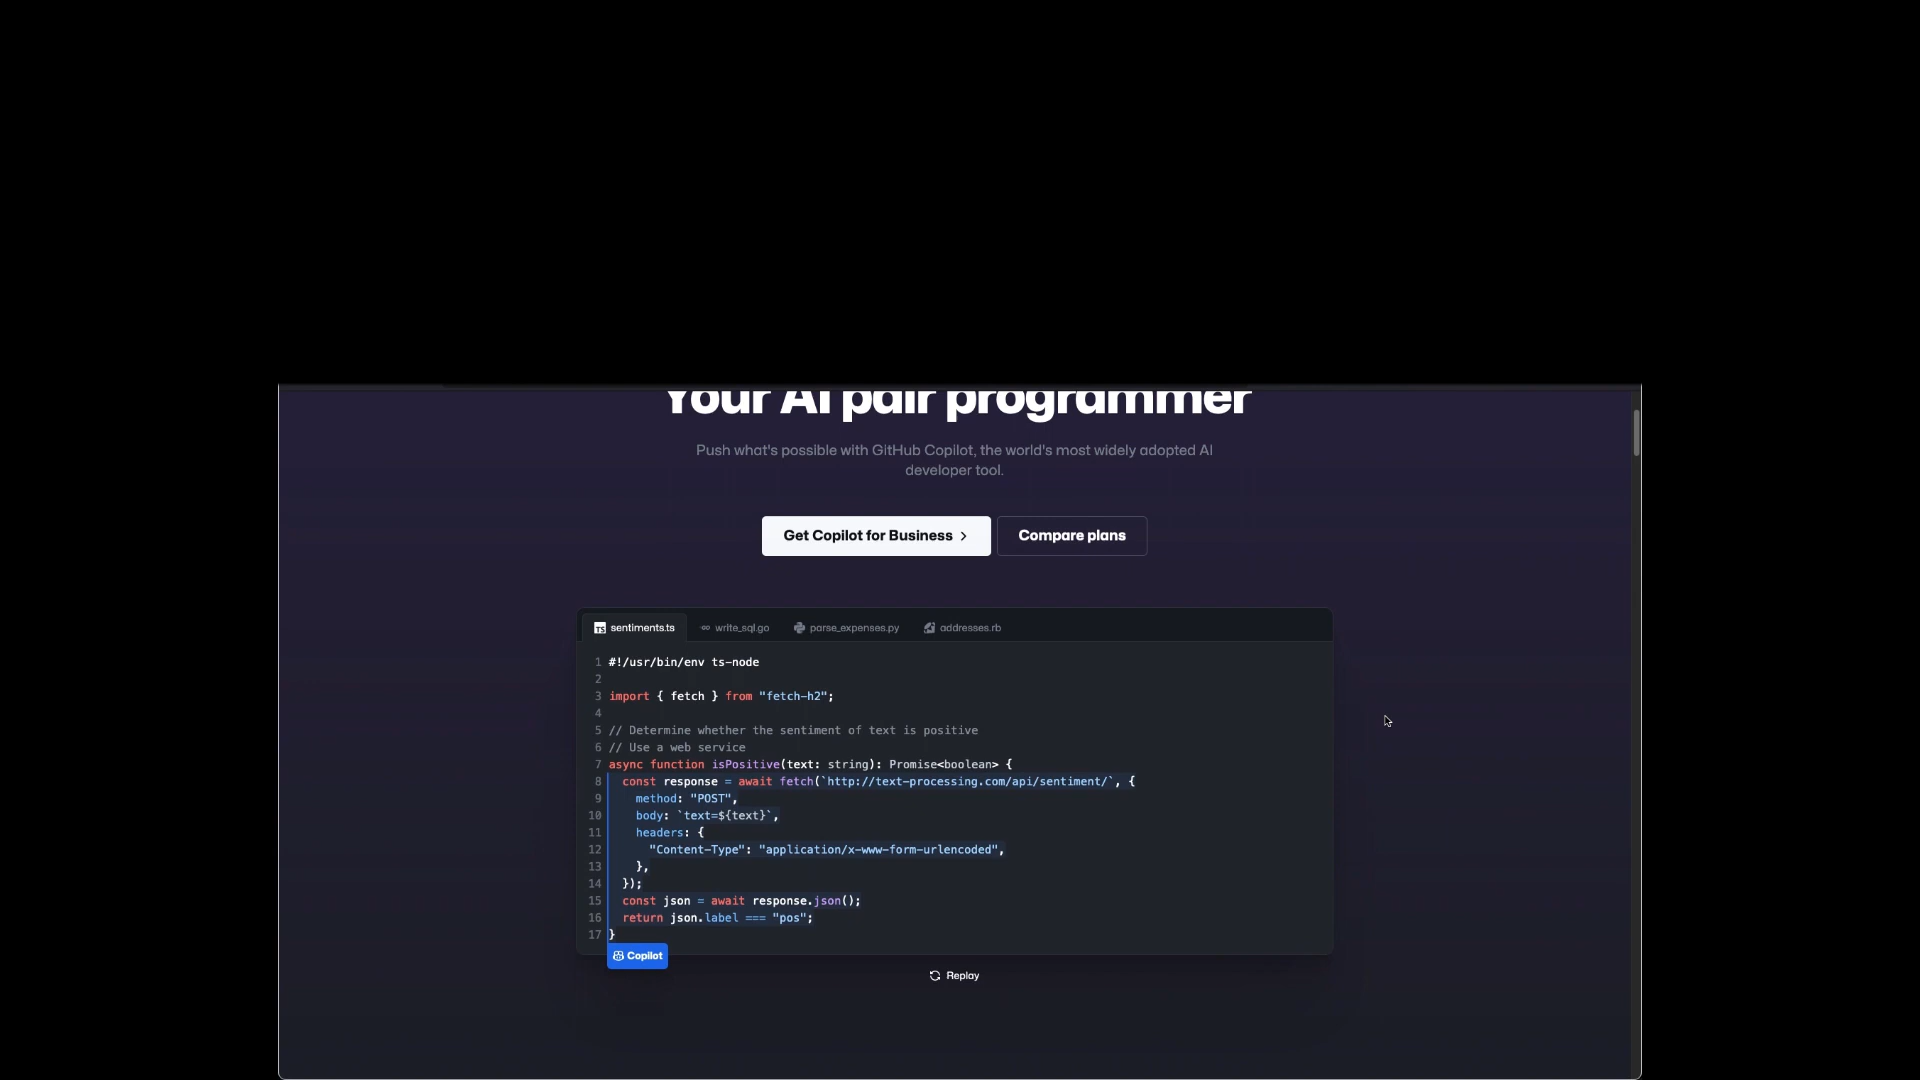 Your AI pair programmer
Push what's possible with GitHub Copilot, the world's most widely adopted AI
developer tool.
Get Copilot for Business >
Compare plans
TS sentiments.ts
write_sql.go
parse_expenses.py
addresses.rb
1 #!/usr/bin/env ts-node
2
3 import { fetch } from "fetch-h2";
4
5 // Determine whether the sentiment of text is positive
6 // Use a web service
7 async function isPositive(text: string): Promise<boolean> {
8   const response = await fetch(`http://text-processing.com/api/sentiment/`, {
9     method: "POST",
10     body: `text=${text}`,
11     headers: {
12       "Content-Type": "application/x-www-form-urlencoded",
13     },
14   });
15   const json = await response.json();
16   return json.label === "pos";
17 }
Copilot
Replay